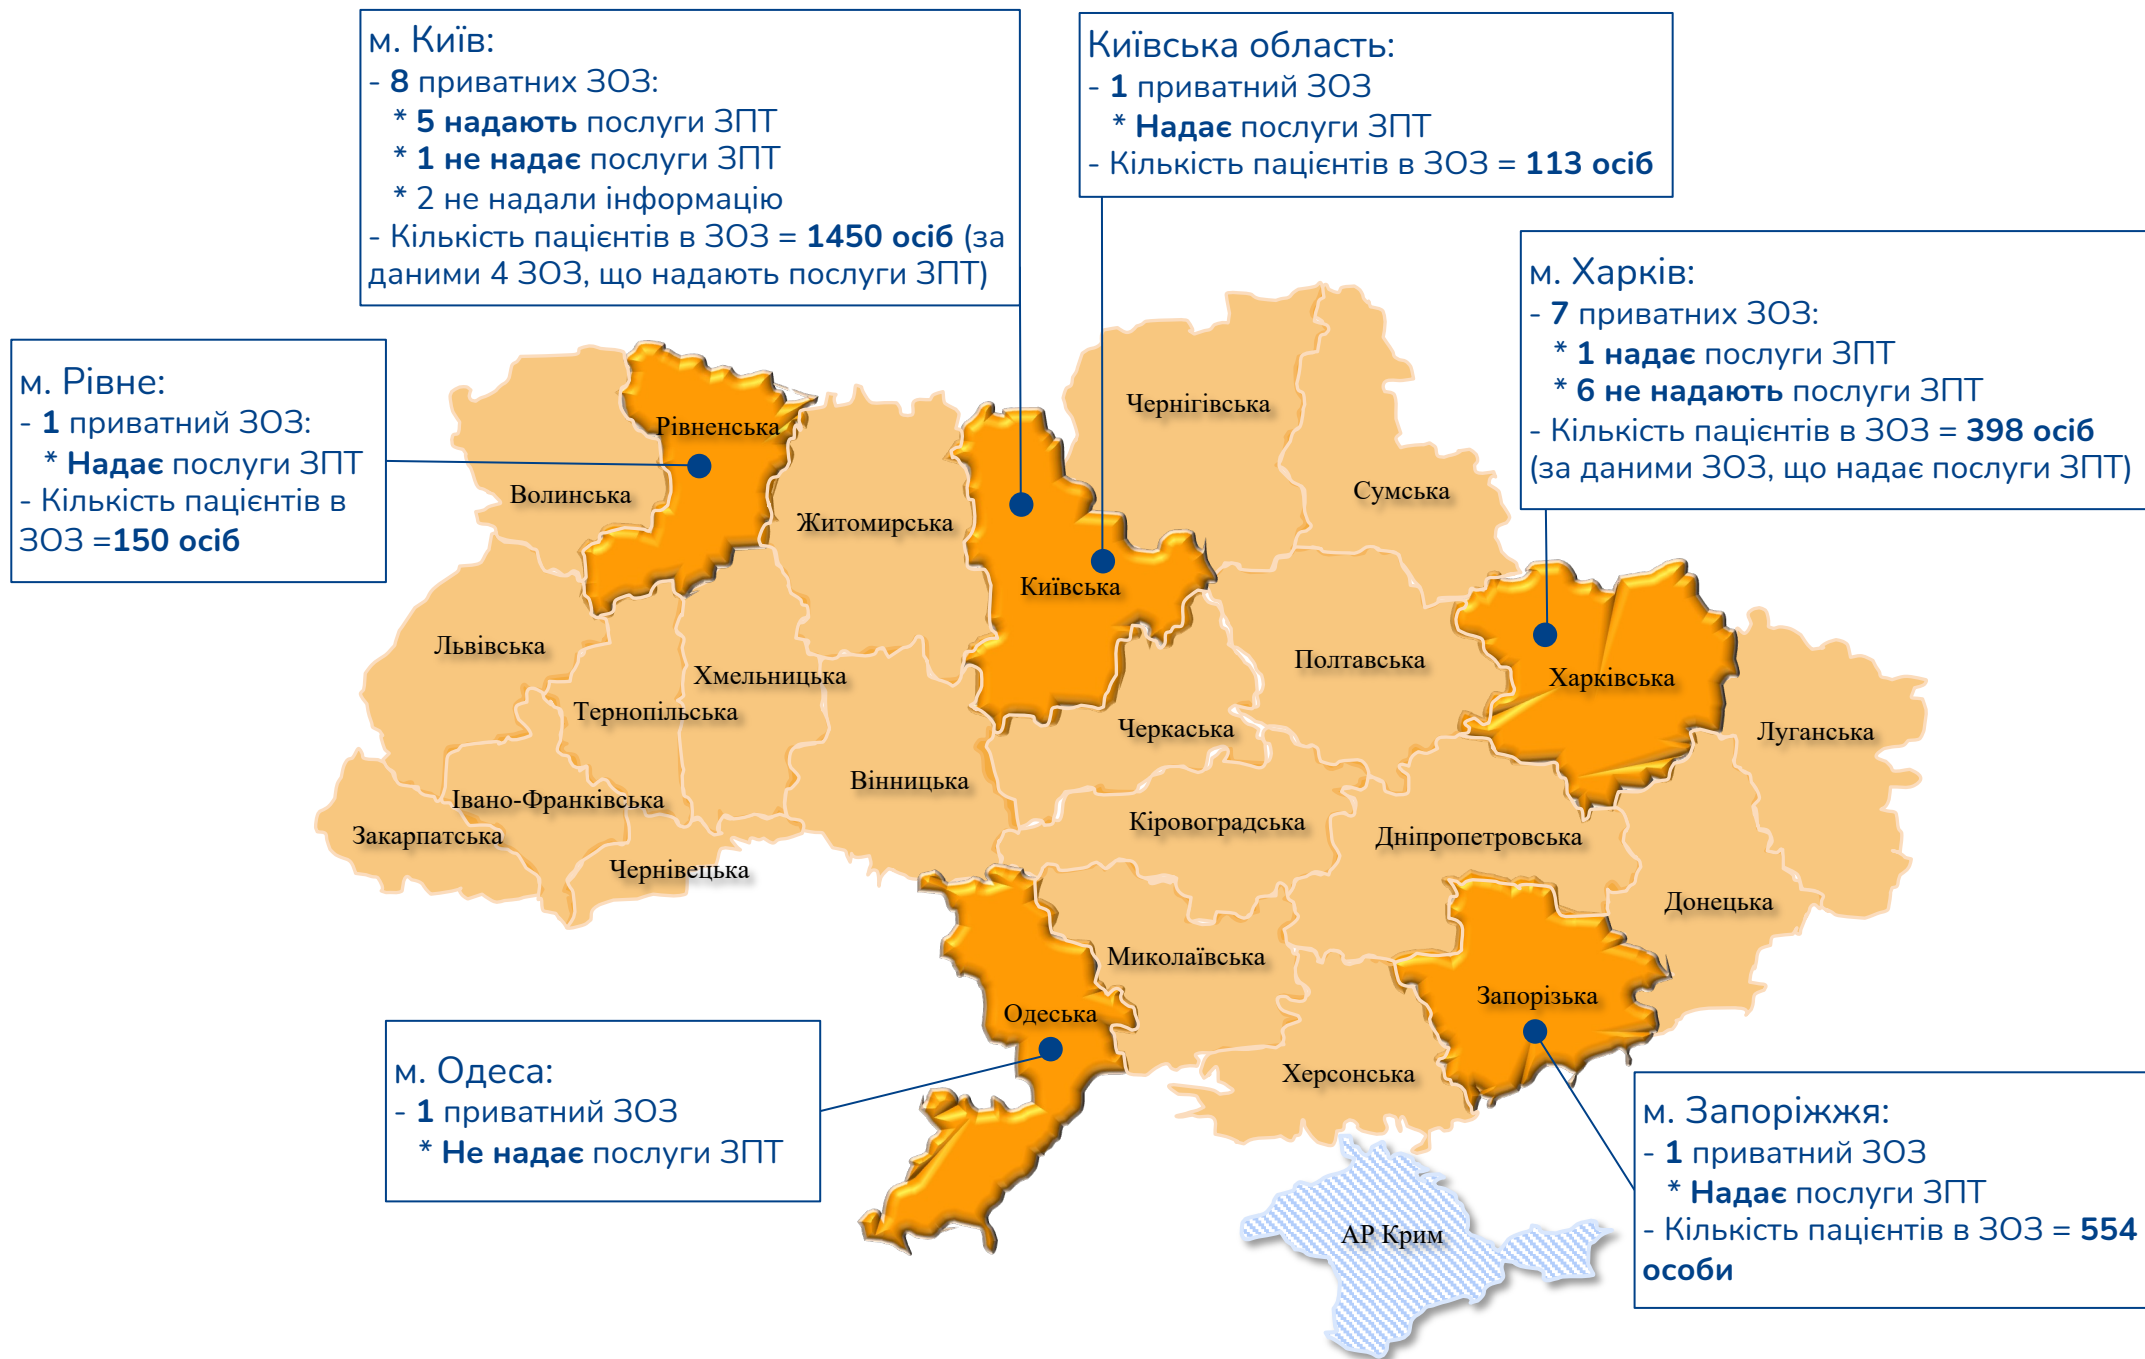 м. Київ:
- 8 приватних ЗОЗ:
* 5 надають послуги ЗПТ
* 1 не надає послуги ЗПТ
* 2 не надали інформацію
- Кількість пацієнтів в ЗОЗ = 1450 осіб (за
даними 4 ЗОЗ, що надають послуги ЗПТ)
Київська область:
- 1 приватний ЗОЗ
* Надає послуги ЗПТ
- Кількість пацієнтів в ЗОЗ = 113 осіб
м. Харків:
- 7 приватних ЗОЗ:
* 1 надає послуги ЗПТ
* 6 не надають послуги ЗПТ
- Кількість пацієнтів в ЗОЗ = 398 осіб
(за даними ЗОЗ, що надає послуги ЗПТ)
м. Рівне:
- 1 приватний ЗОЗ:
* Надає послуги ЗПТ
- Кількість пацієнтів в
ЗОЗ =150 осіб
Чернігівська
Рівненська
Волинська
Сумська
Житомирська
Київська
Львівська
Хмельницька
Полтавська
Харківська
Тернопільська
Черкаська
Луганська
Вінницька
Івано-Франківська
Закарпатська
Кіровоградська
Дніпропетровська
Чернівецька
Донецька
Миколаївська
Запорізька
Одеська
Херсонська
АР Крим
м. Одеса:
- 1 приватний ЗОЗ
* Не надає послуги ЗПТ
м. Запоріжжя:
- 1 приватний ЗОЗ
* Надає послуги ЗПТ
- Кількість пацієнтів в ЗОЗ = 554
особи